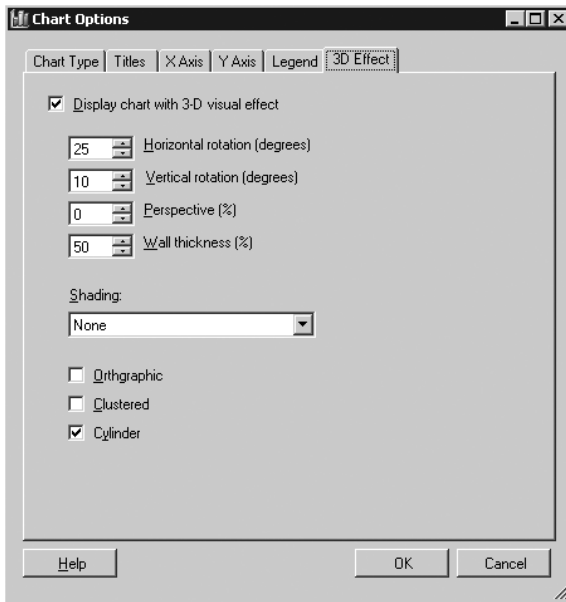 Chart Options
Chart Type Titles X Axis Y Axis Legend 3D Effect
Display chart with 3-D visual effect
25 Horizontal rotation (degrees)
10 Vertical rotation (degrees)
0 Perspective (%)
50 Wall thickness (%)
Shading:
None
Orthgraphic
Clustered
Cylinder
Help OK Cancel